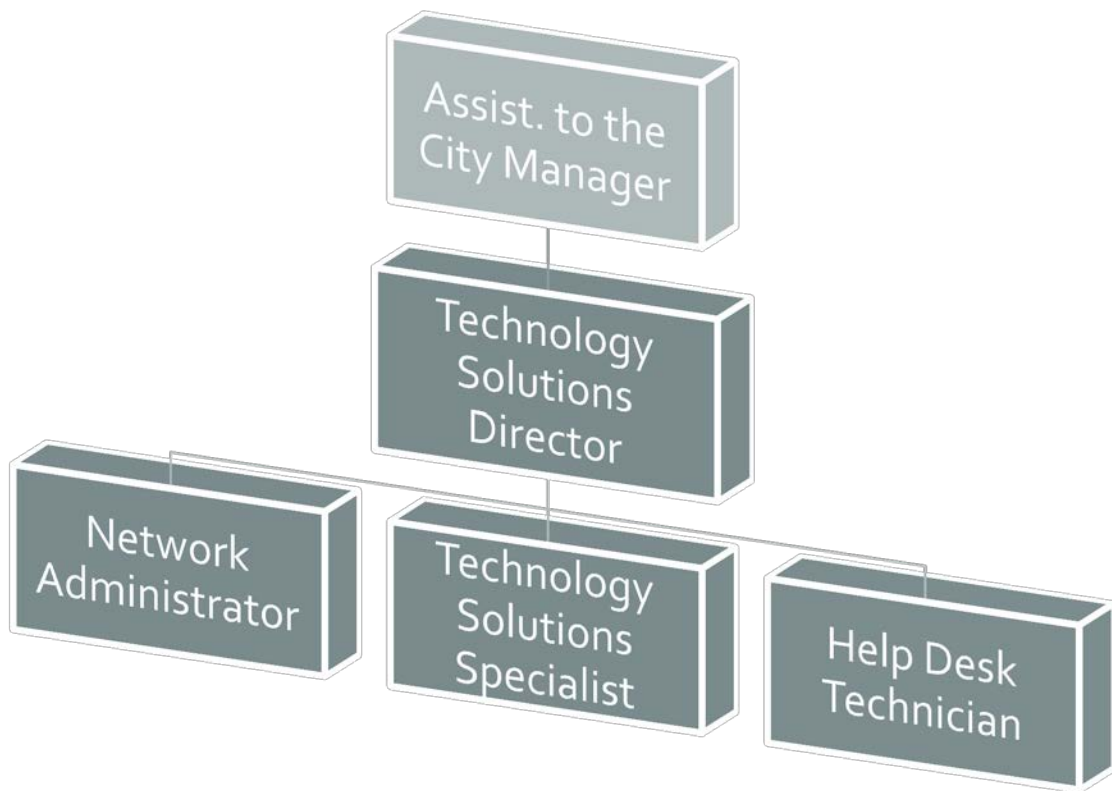 Assist. to the
City Manager
Technology
Solutions
Director
Network
Administrator
Technology
Solutions
Specialist
Help Desk
Technician